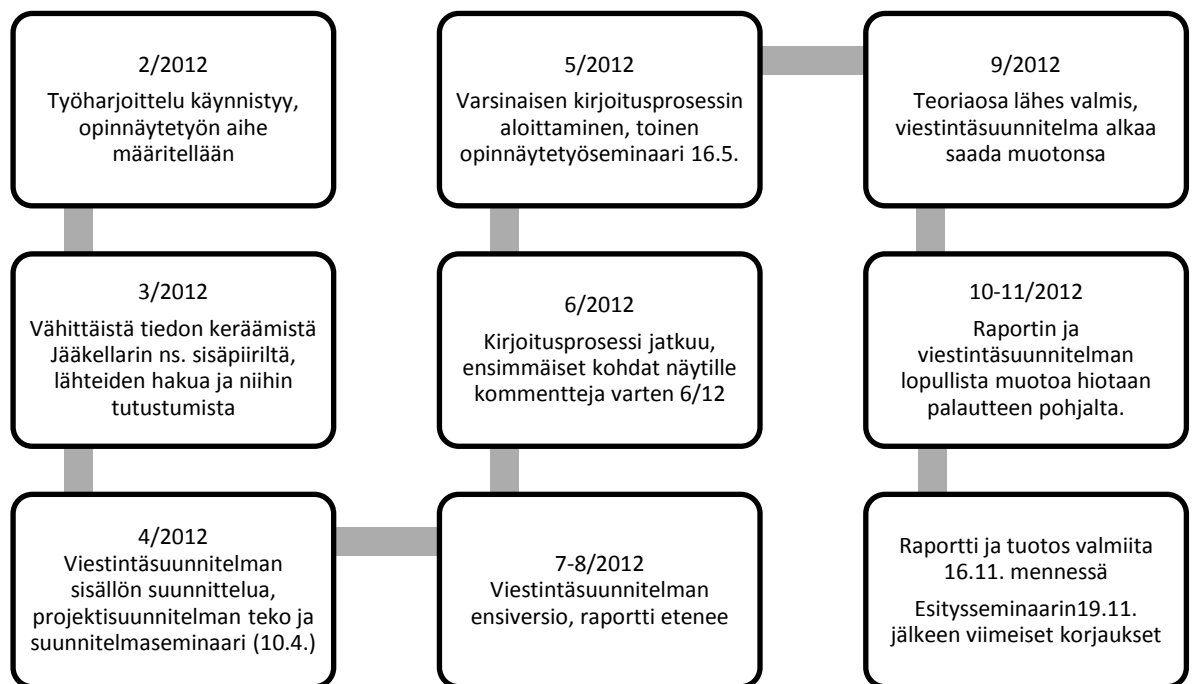 2/2012
Työharjoittelu käynnistyy,
opinnäytetyön aihe
määritellään
3/2012
Vähittäistä tiedon keräämistä
Jääkellarin ns. sisäpiiriltä,
lähteiden hakua ja niihin
tutustumista
4/2012
Viestintäsuunnitelman
sisällön suunnittelua,
projektisuunnitelman teko ja
suunnitelmaseminaari (10.4.)
7-8/2012
Viestintäsuunnitelman
ensiversio, raportti etenee
6/2012
Kirjoitusprosessi jatkuu,
ensimmäiset kohdat näytille
kommentteja varten 6/12
5/2012
Varsinaisen kirjoitusprosessin
aloittaminen, toinen
opinnäytetyöseminaari 16.5.
9/2012
Teoriaosa lähes valmis,
viestintäsuunnitelma alkaa
saada muotonsa
10-11/2012
Raportin ja
viestintäsuunnitelman
lopullista muotoa hiotaan
palautteen pohjalta.
Raportti ja tuotos valmiita
16.11. mennessä
Esitysseminaarin19.11.
jälkeen viimeiset korjaukset